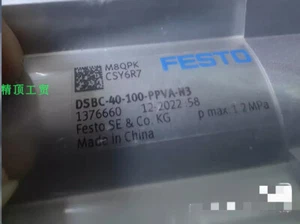 精顶工贸
M8QPK
CSY6R7
FESTO
DSBC-40-100-PPVA-N3
1376660 12-2022 S8
Festo SE & Co. KG p max 1.2 MPa
Made in China